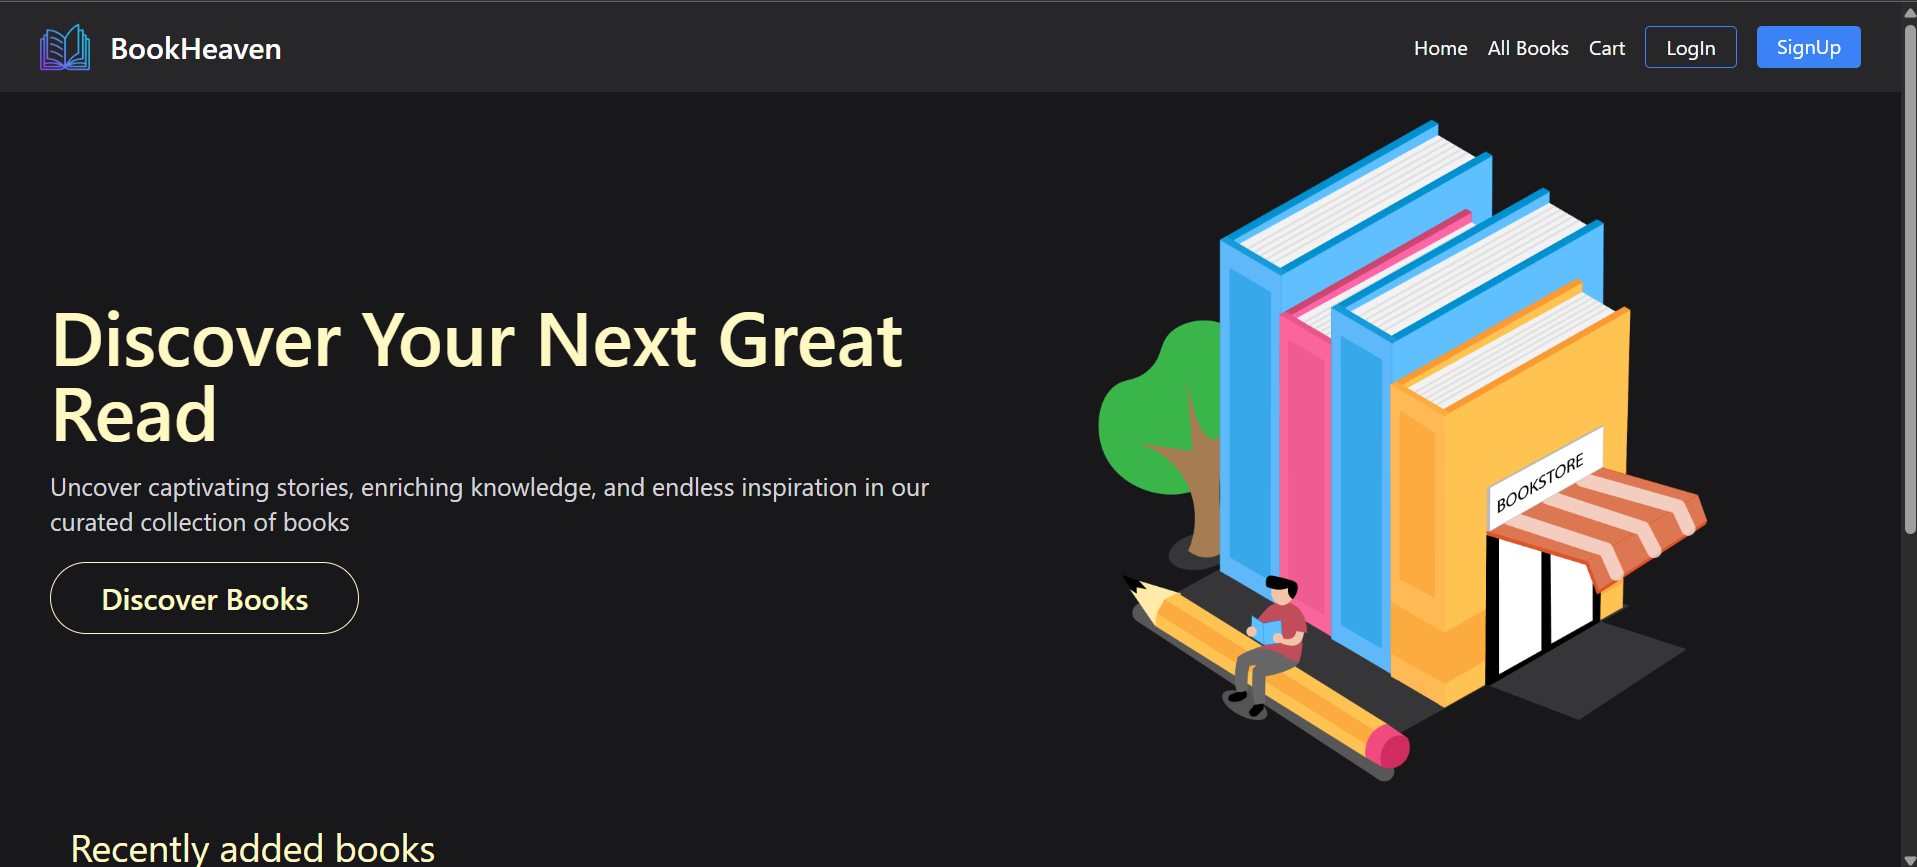 BookHeaven
Home
All Books
Cart
LogIn
SignUp
Discover Your Next Great
Read
Uncover captivating stories, enriching knowledge, and endless inspiration in our
curated collection of books
Discover Books
BOOKSTORE
Recently added books